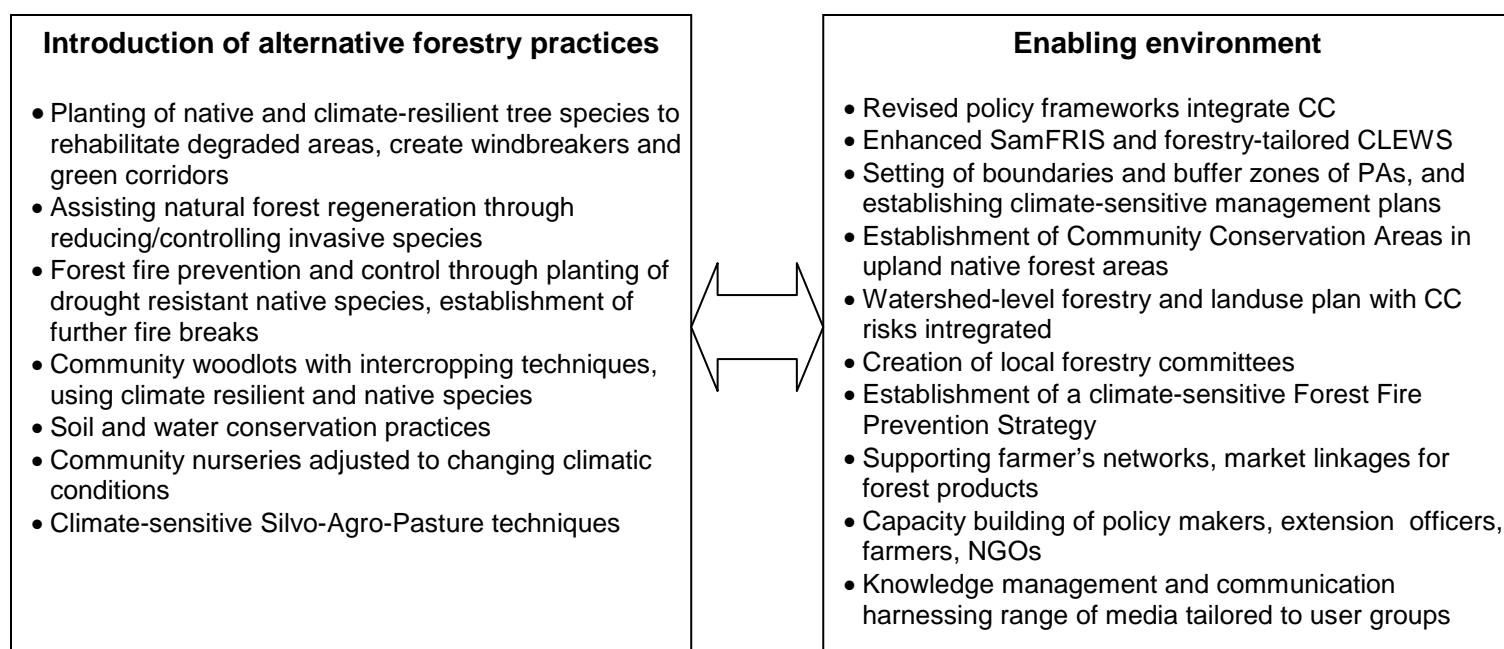 Introduction of alternative forestry practices
• Planting of native and climate-resilient tree species to
rehabilitate degraded areas, create windbreakers and
green corridors
• Assisting natural forest regeneration through
reducing/controlling invasive species
• Forest fire prevention and control through planting of
drought resistant native species, establishment of
further fire breaks
• Community woodlots with intercropping techniques,
using climate resilient and native species
• Soil and water conservation practices
• Community nurseries adjusted to changing climatic
conditions
• Climate-sensitive Silvo-Agro-Pasture techniques
Enabling environment
• Revised policy frameworks integrate CC
• Enhanced SamFRIS and forestry-tailored CLEWS
• Setting of boundaries and buffer zones of PAs, and
establishing climate-sensitive management plans
• Establishment of Community Conservation Areas in
upland native forest areas
• Watershed-level forestry and landuse plan with CC
risks intregrated
• Creation of local forestry committees
• Establishment of a climate-sensitive Forest Fire
Prevention Strategy
• Supporting farmer's networks, market linkages for
forest products
• Capacity building of policy makers, extension officers,
farmers, NGOs
• Knowledge management and communication
harnessing range of media tailored to user groups